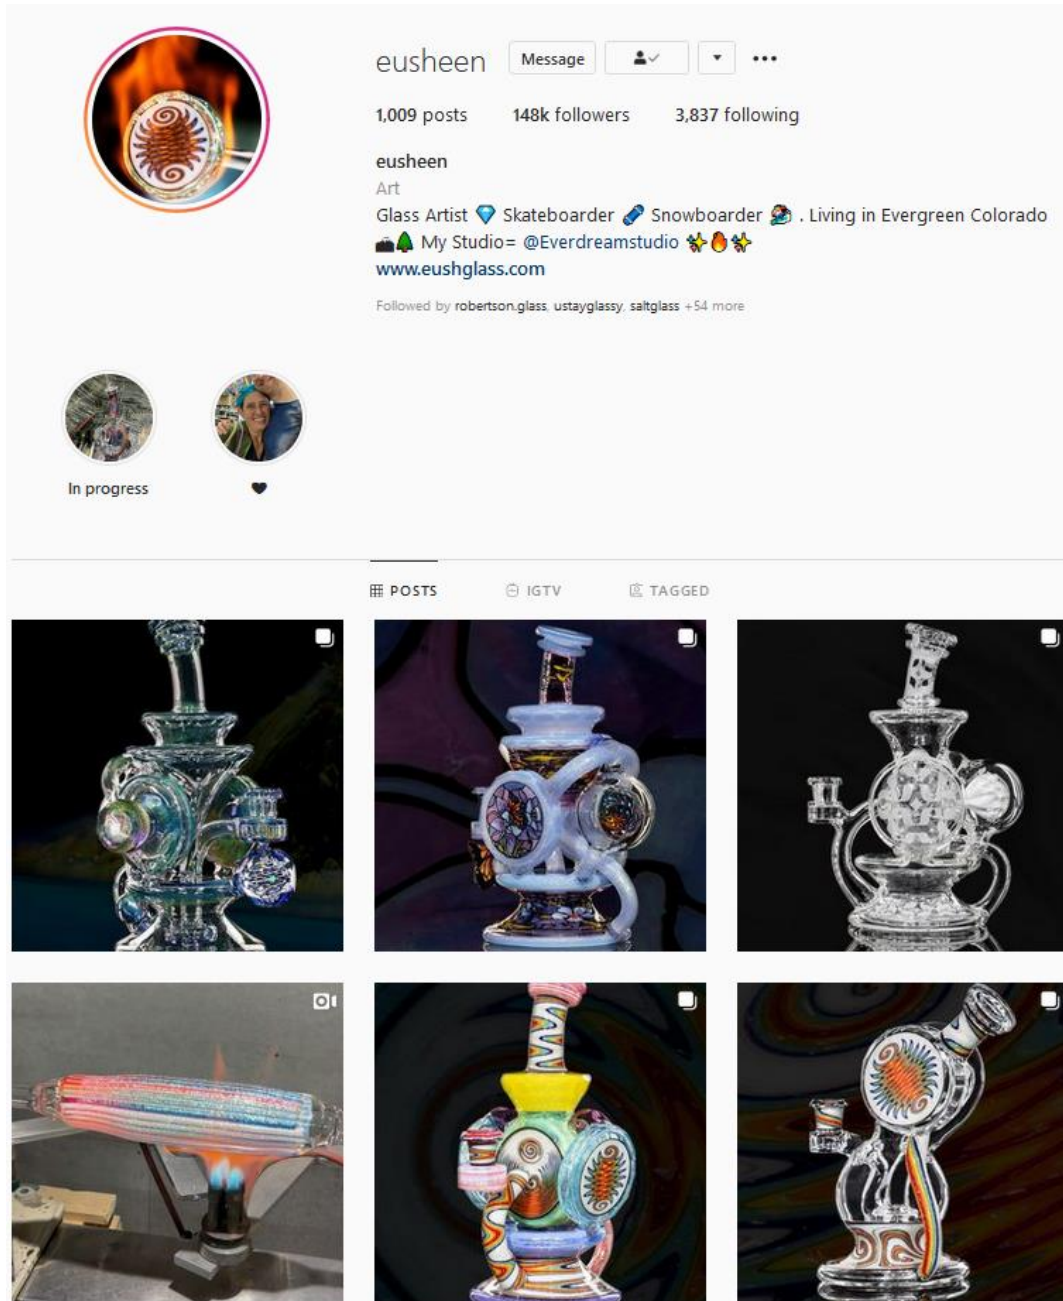 eusheen Message
1,009 posts 148k followers 3,837 following
eusheen
Art
Glass Artist 💎 Skateboarder 🛹 Snowboarder 🏂 . Living in Evergreen Colorado
🏔🌲 My Studio= @Everdreamstudio ✨🔥✨
www.eushglass.com
Followed by robertson.glass, ustayglassy, saltglass +54 more
In progress
POSTS IGTV TAGGED